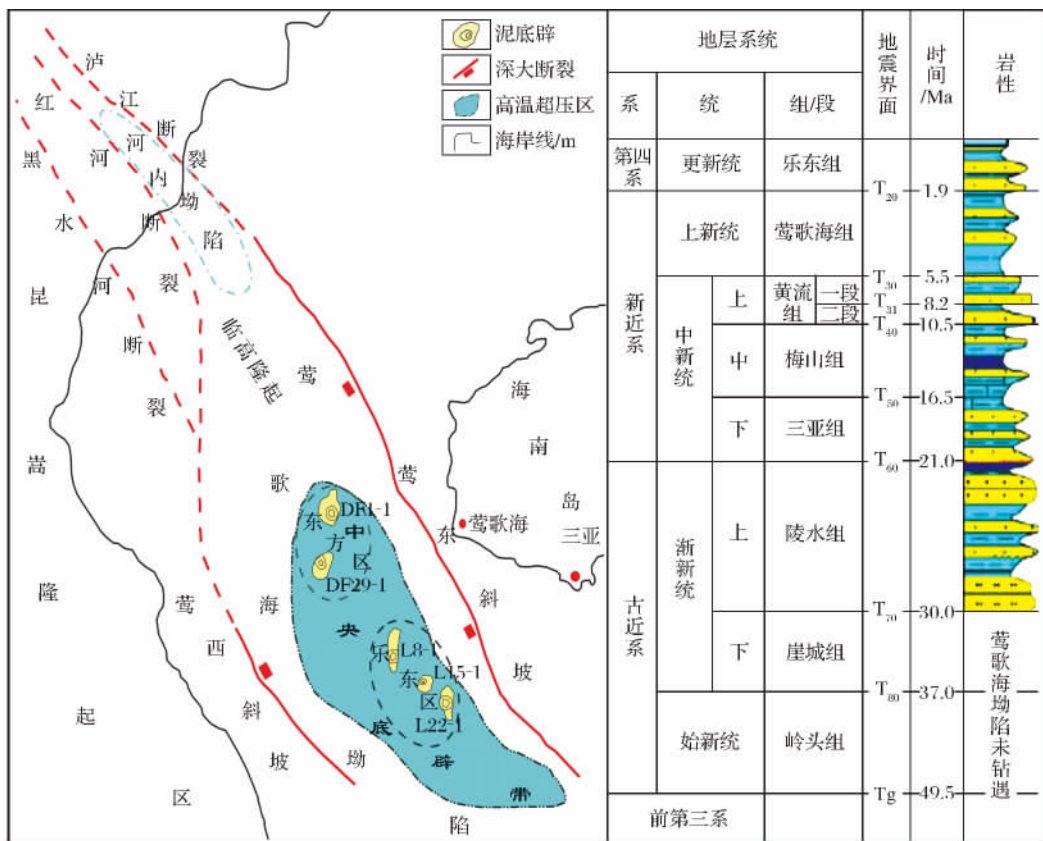 泥底辟
深大断裂
高温超压区
海岸线/m
泸江断裂
红河断裂
黑水河断裂
河内坳陷
昆嵩隆起区
临高隆起
莺歌海坳陷
莺东斜坡
莺西斜坡
中央底辟带
东方区
DF1-1
DF29-1
乐东区
L8-1
L15-1
L22-1
海南岛
莺歌海
三亚
地层系统
地震界面
时间/Ma
岩性
系
统
组/段
第四系
更新统
乐东组
T20
1.9
新近系
上新统
莺歌海组
T30
5.5
中新统
上
黄流组
一段
T31
8.2
二段
T40
10.5
中
梅山组
T50
16.5
下
三亚组
T60
21.0
古近系
渐新统
上
陵水组
T70
30.0
下
崖城组
T80
37.0
始新统
岭头组
Tg
49.5
前第三系
莺歌海坳陷未钻遇